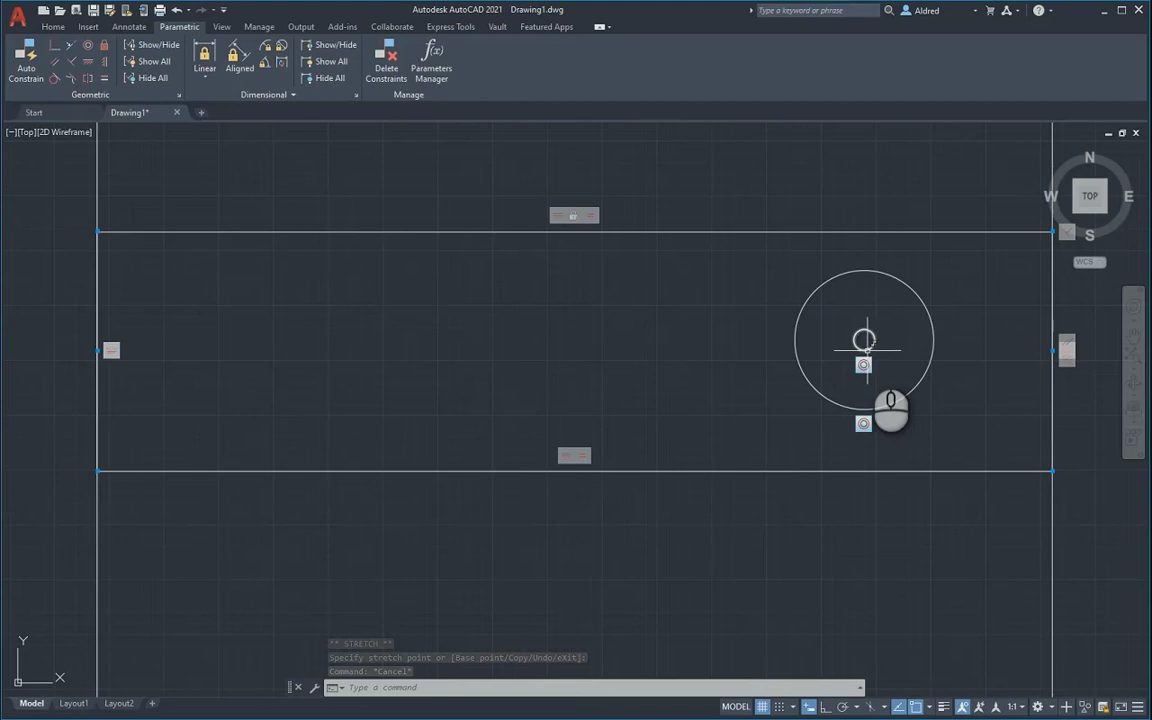 Autodesk AutoCAD 2021 Drawing1.dwg
Type a keyword or phrase
Aldred
Home Insert Annotate Parametric View Manage Output Add-ins Collaborate Express Tools Vault Featured Apps
Auto
Constrain
Show/Hide
Show All
Hide All
Linear
Aligned
Show/Hide
Show All
Hide All
Delete
Constraints
Parameters
Manager
Geometric
Dimensional
Manage
Start
Drawing1*
[−][Top][2D Wireframe]
N
W TOP E
S
WCS
Y
X
** STRETCH **
Specify stretch point or [Base point/Copy/Undo/eXit]:
Command: *Cancel*
Type a command
Model Layout1 Layout2
MODEL
1:1